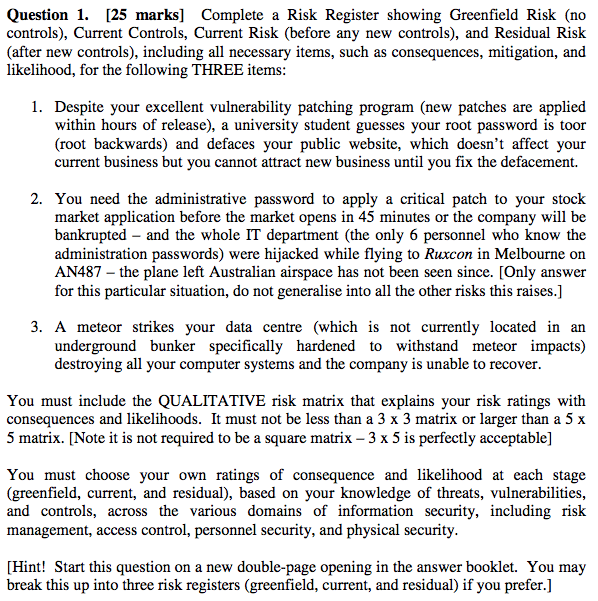 Question 1. [25 marks] Complete a Risk Register showing Greenfield Risk (no
controls), Current Controls, Current Risk (before any new controls), and Residual Risk
(after new controls), including all necessary items, such as consequences, mitigation, and
likelihood, for the following THREE items:
1. Despite your excellent vulnerability patching program (new patches are applied
within hours of release), a university student guesses your root password is toor
(root backwards) and defaces your public website, which doesn't affect your
current business but you cannot attract new business until you fix the defacement.
2. You need the administrative password to apply a critical patch to your stock
market application before the market opens in 45 minutes or the company will be
bankrupted – and the whole IT department (the only 6 personnel who know the
administration passwords) were hijacked while flying to Ruxcon in Melbourne on
AN487 – the plane left Australian airspace has not been seen since. [Only answer
for this particular situation, do not generalise into all the other risks this raises.]
3. A meteor strikes your data centre (which is not currently located in an
underground bunker specifically hardened to withstand meteor impacts)
destroying all your computer systems and the company is unable to recover.
You must include the QUALITATIVE risk matrix that explains your risk ratings with
consequences and likelihoods. It must not be less than a 3 x 3 matrix or larger than a 5 x
5 matrix. [Note it is not required to be a square matrix – 3 x 5 is perfectly acceptable]
You must choose your own ratings of consequence and likelihood at each stage
(greenfield, current, and residual), based on your knowledge of threats, vulnerabilities,
and controls, across the various domains of information security, including risk
management, access control, personnel security, and physical security.
[Hint! Start this question on a new double-page opening in the answer booklet. You may
break this up into three risk registers (greenfield, current, and residual) if you prefer.]